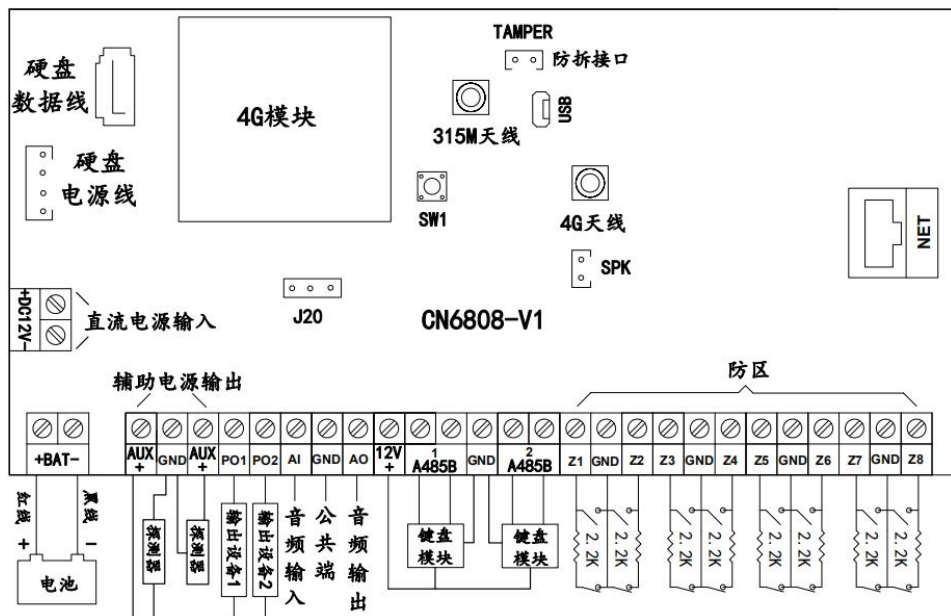 TAMPER
防拆接口
硬盘
数据线
4G模块
315M天线
USB
硬盘
电源线
SW1
4G天线
NET
SPK
J20
CN6808-V1
+DC12V-
直流电源输入
辅助电源输出
防区
+BAT-
AUX
+
GND
AUX
+
PO1
PO2
AI
GND
AO
12V
+
1
A485B
GND
2
A485B
Z1
GND
Z2
Z3
GND
Z4
Z5
GND
Z6
Z7
GND
Z8
红线
黑线
+
-
电池
探测器
探测器
输出设备1
输出设备2
音频输入
公共端
音频输出
键盘
模块
键盘
模块
2.2K
2.2K
2.2K
2.2K
2.2K
2.2K
2.2K
2.2K